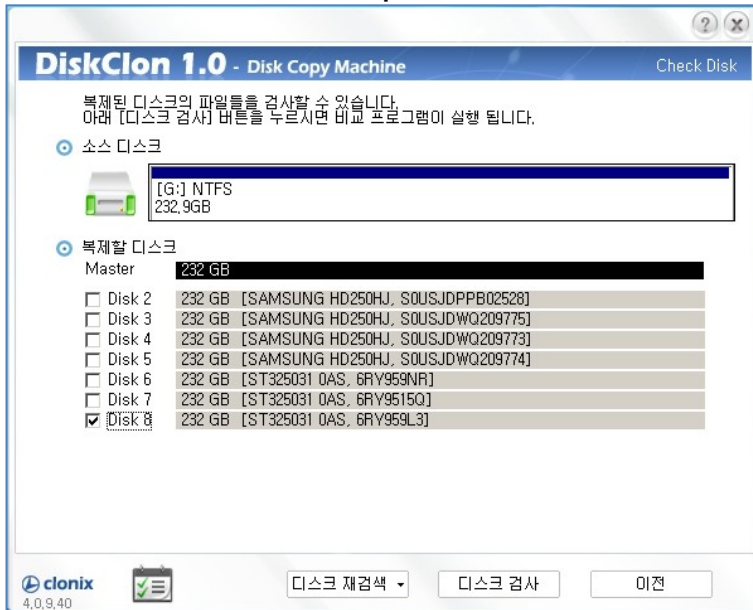 DiskClon 1.0 - Disk Copy Machine
Check Disk
복제된 디스크의 파일들을 검사할 수 있습니다.
아래 [디스크 검사] 버튼을 누르시면 비교 프로그램이 실행 됩니다.
소스 디스크
[G:] NTFS
232,9GB
복제할 디스크
Master 232 GB
Disk 2 232 GB [SAMSUNG HD250HJ, S0USJDPPB02528]
Disk 3 232 GB [SAMSUNG HD250HJ, S0USJDWQ209775]
Disk 4 232 GB [SAMSUNG HD250HJ, S0USJDWQ209773]
Disk 5 232 GB [SAMSUNG HD250HJ, S0USJDWQ209774]
Disk 6 232 GB [ST325031 0AS, 6RY959NR]
Disk 7 232 GB [ST325031 0AS, 6RY9515Q]
Disk 8 232 GB [ST325031 0AS, 6RY959L3]
clonix
4,0,9,40
디스크 재검색
디스크 검사
이전